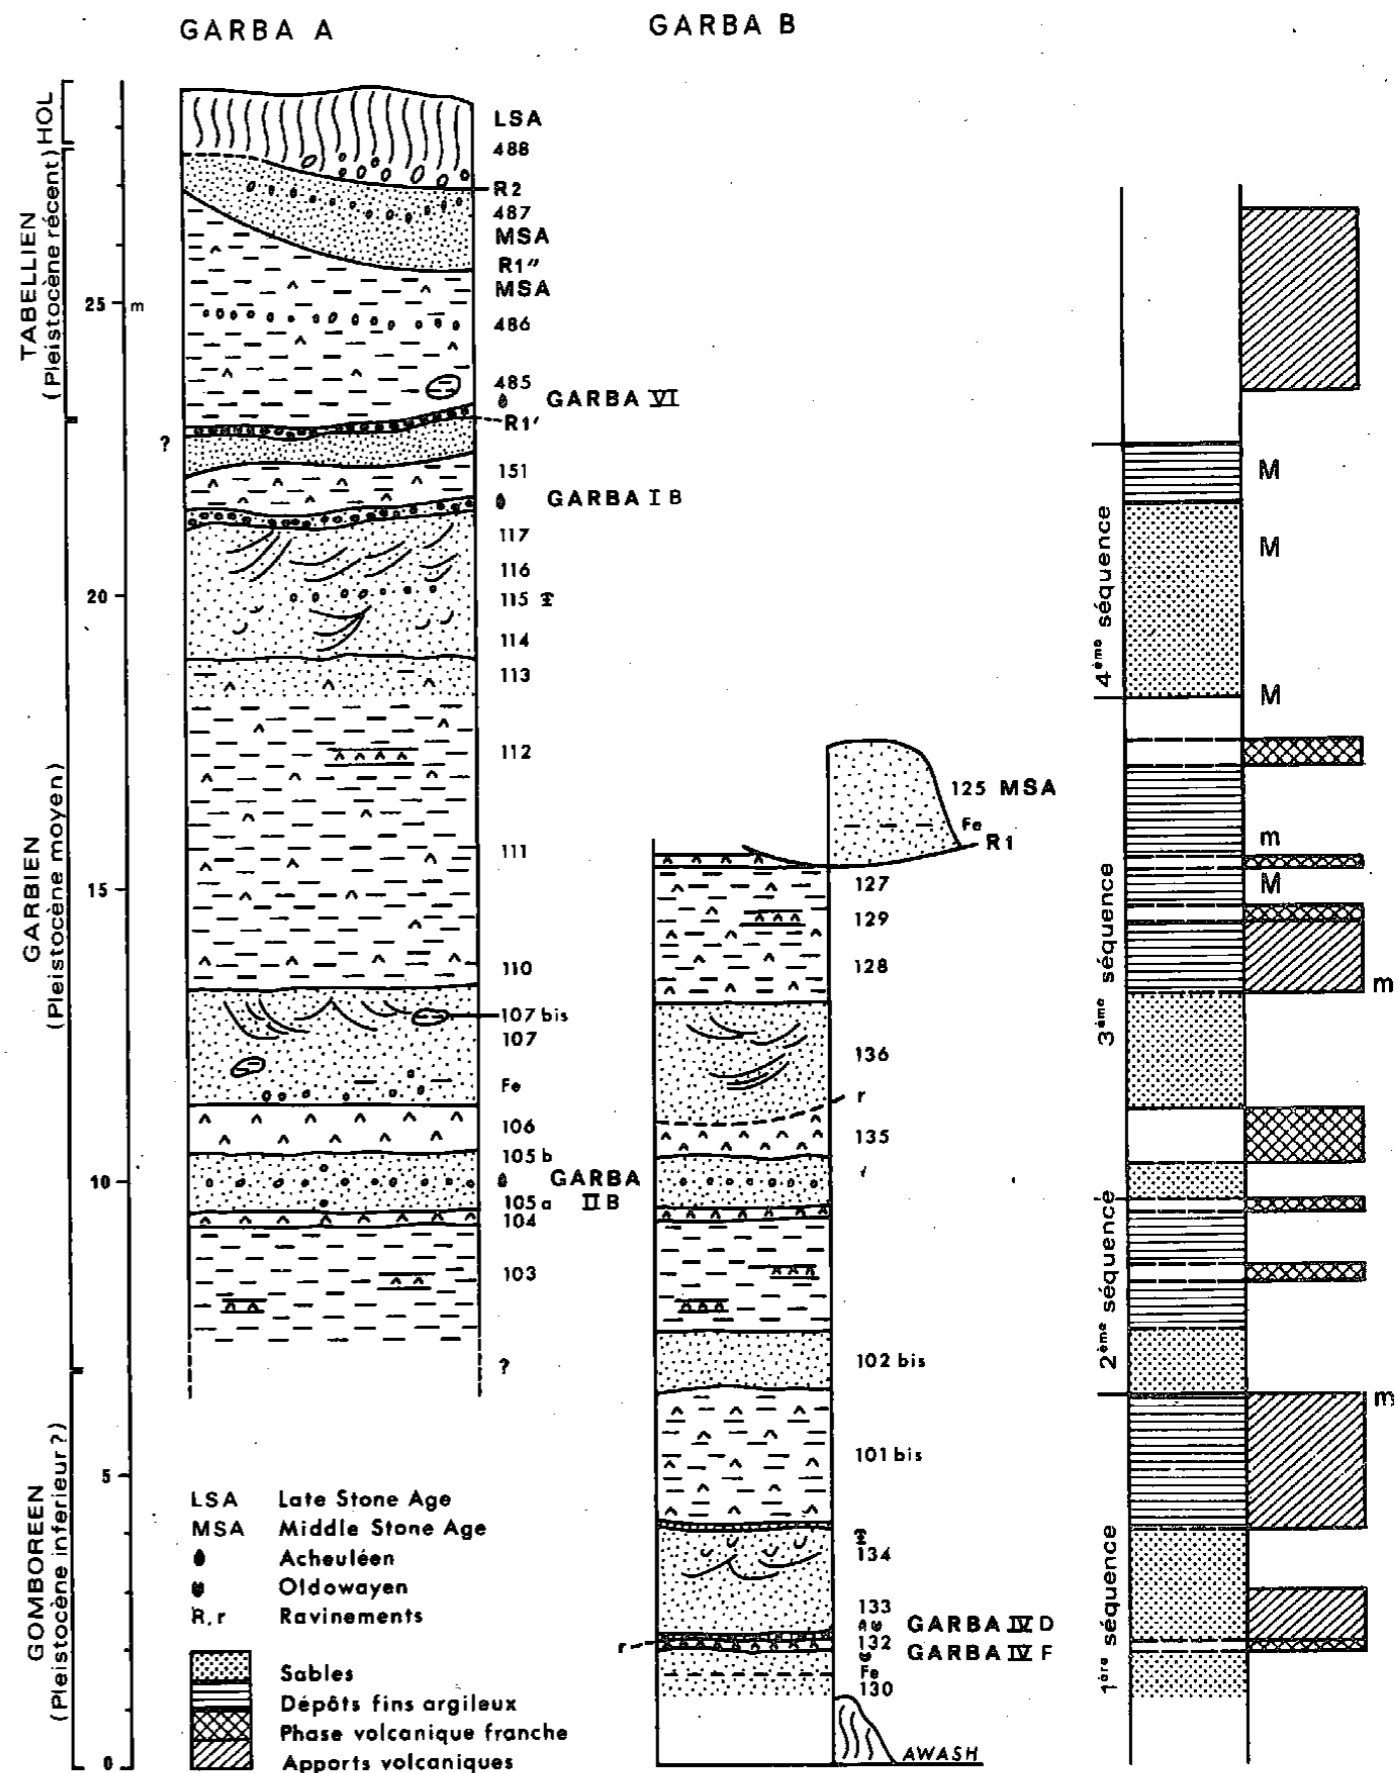 GARBA A
GARBA B
HOL
TABELLIEN
(Pleistocène récent)
GARBIEN
(Pleistocène moyen)
GOMBOREEN
(Pleistocène inferieur ?)
25 m
20
15
10
5
0
LSA
488
R2
487
MSA
R1″
MSA
486
485
GARBA VI
R1′
?
151
GARBA I B
117
116
115
114
113
112
111
110
107 bis
107
Fe
106
105 b
GARBA
II B
105 a
104
103
?
125 MSA
Fe
R1
127
129
128
136
r
135
102 bis
101 bis
134
133
GARBA IV D
r
132
GARBA IV F
Fe
130
AWASH
4ème séquence
3ème séquence
2ème séquence
1ère séquence
M
M
M
m
M
m
m
LSA Late Stone Age
MSA Middle Stone Age
Acheuléen
Oldowayen
R, r Ravinements
Sables
Dépôts fins argileux
Phase volcanique franche
Apports volcaniques